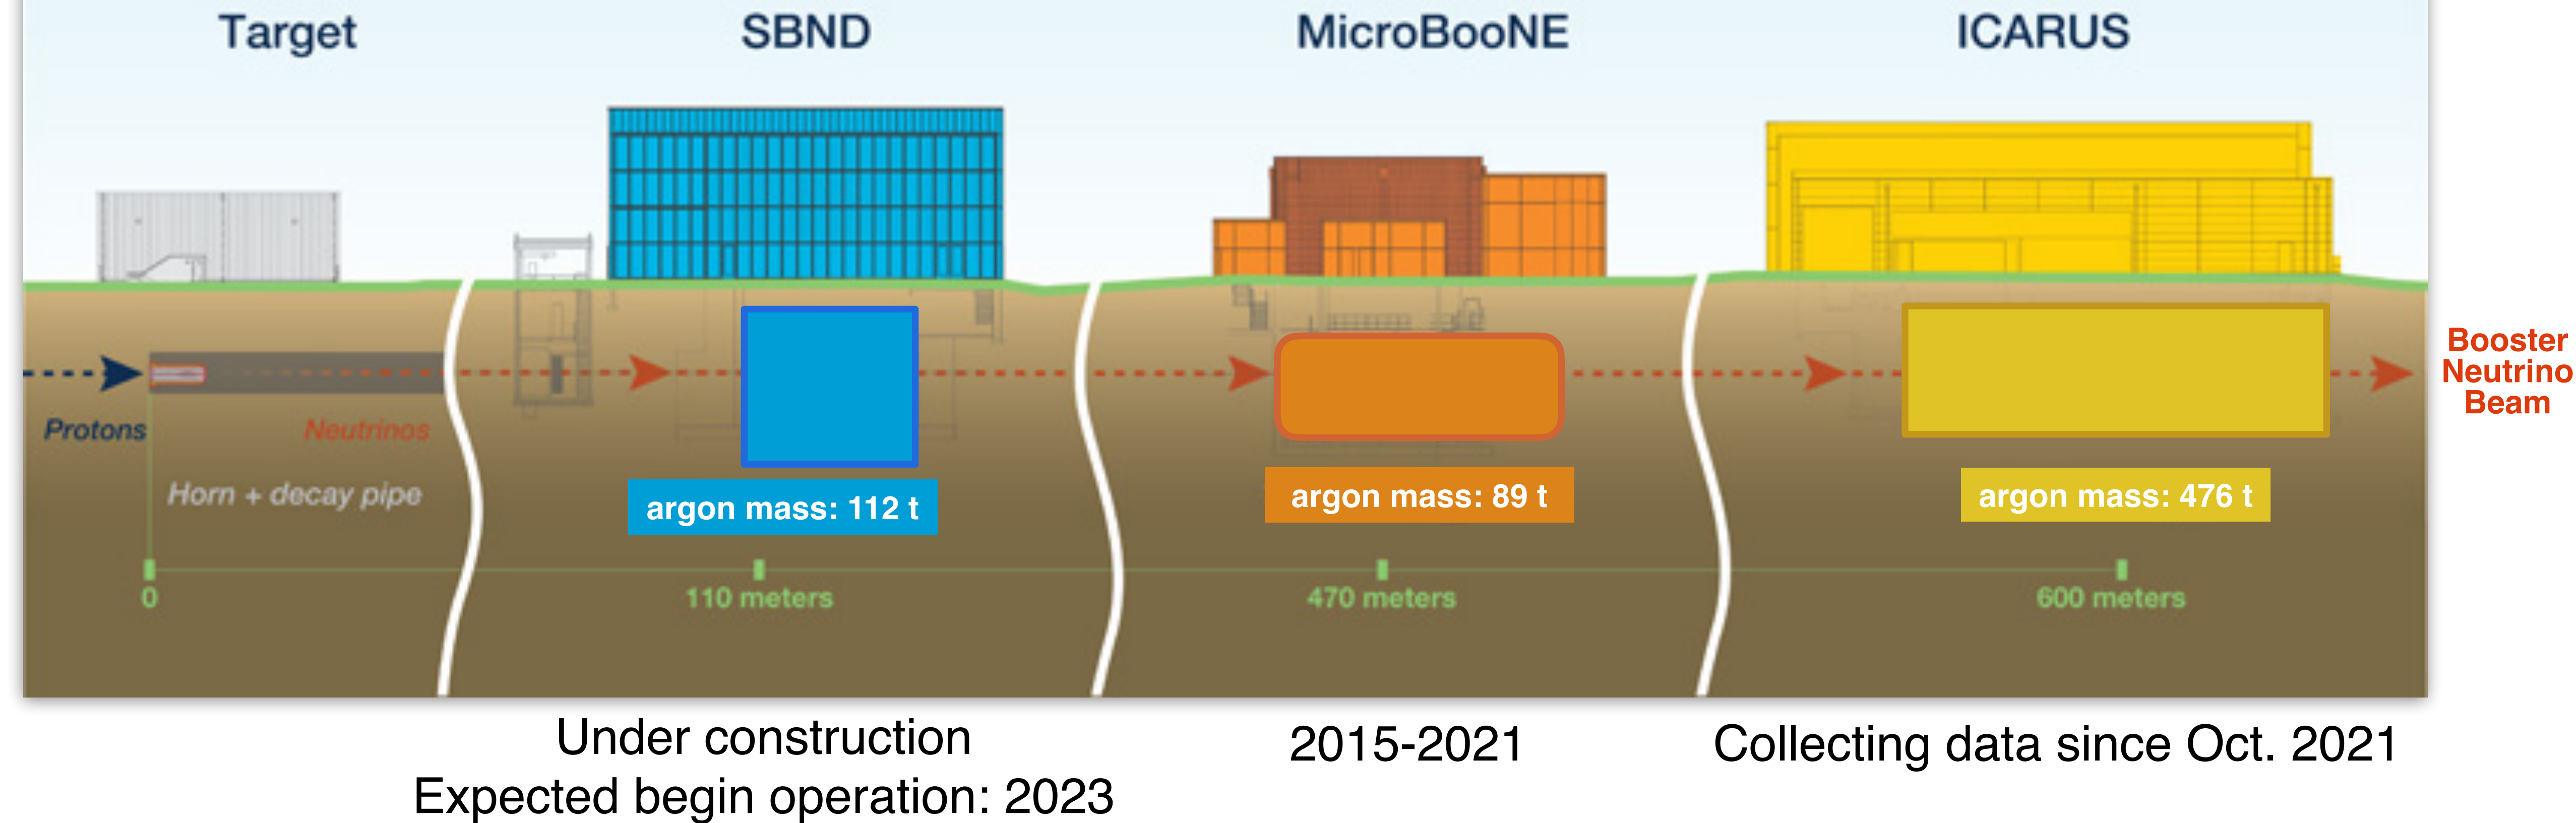 Target
SBND
MicroBooNE
ICARUS
Protons
Neutrinos
Horn + decay pipe
argon mass: 112 t
argon mass: 89 t
argon mass: 476 t
Booster
Neutrino
Beam
0
110 meters
470 meters
600 meters
Under construction
Expected begin operation: 2023
2015-2021
Collecting data since Oct. 2021